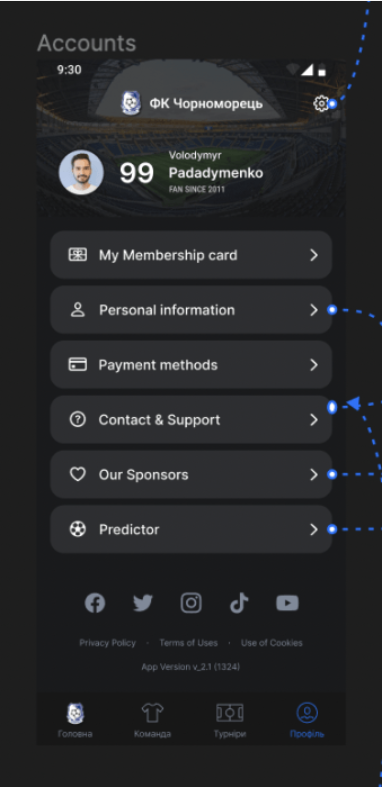 Accounts
9:30
ФК Чорноморець
99
Volodymyr
Padadymenko
FAN SINCE 2011
My Membership card
Personal information
Payment methods
Contact & Support
Our Sponsors
Predictor
Privacy Policy · Terms of Uses · Use of Cookies
App Version v_2.1 (1324)
Головна Команда Турніри Профіль